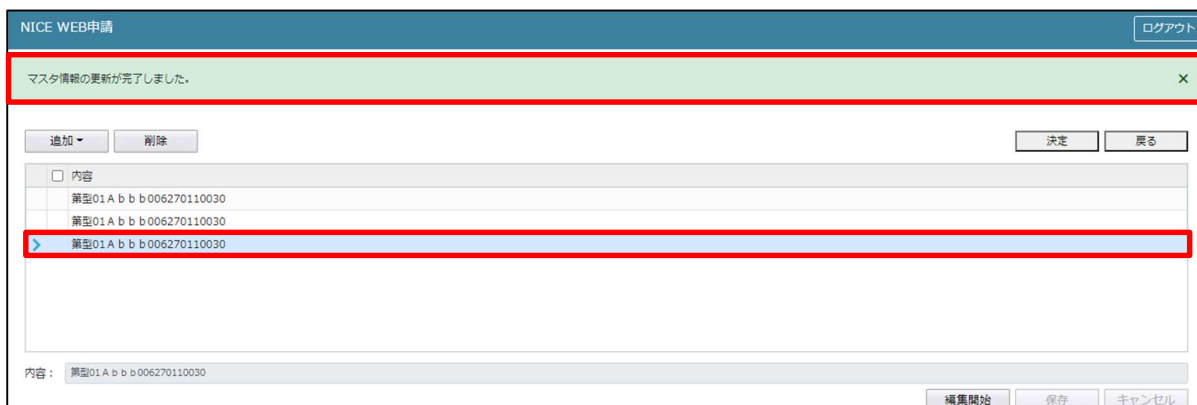 NICE WEB申請
ログアウト
マスタ情報の更新が完了しました。
×
追加 削除 決定 戻る
内容
第型01Ａｂｂｂ006270110030
第型01Ａｂｂｂ006270110030
第型01Ａｂｂｂ006270110030
内容： 第型01Ａｂｂｂ006270110030
編集開始 保存 キャンセル